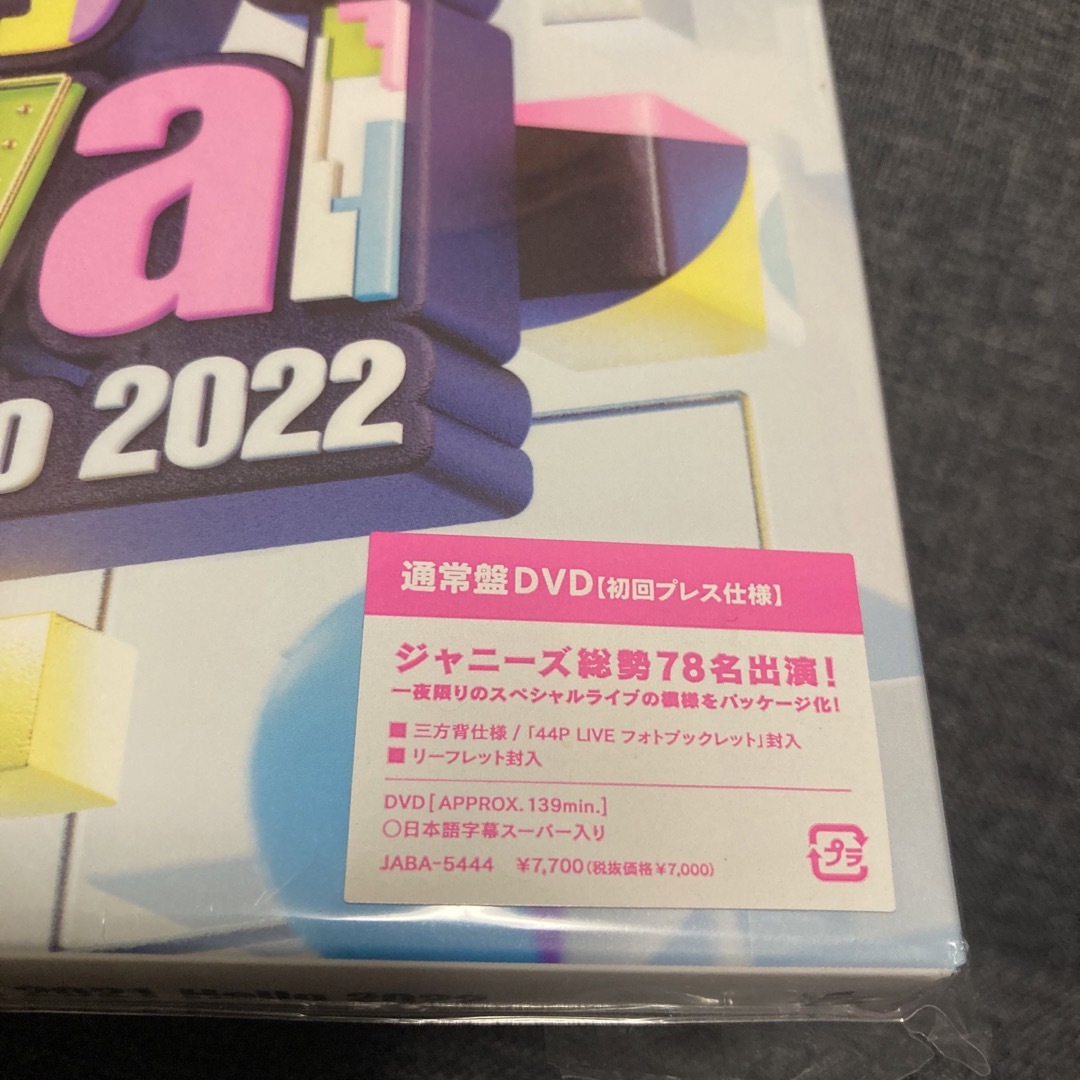 al
o 2022
通常盤DVD【初回プレス仕様】
ジャニーズ総勢78名出演!
一夜限りのスペシャルライブの模様をパッケージ化!
■ 三方背仕様 / 「44P LIVE フォトブックレット」封入
■ リーフレット封入
DVD [ APPROX. 139min.]
○日本語字幕スーパー入り
JABA-5444 ¥7,700 (税抜価格¥7,000)
プラ
2021 Hello 2022